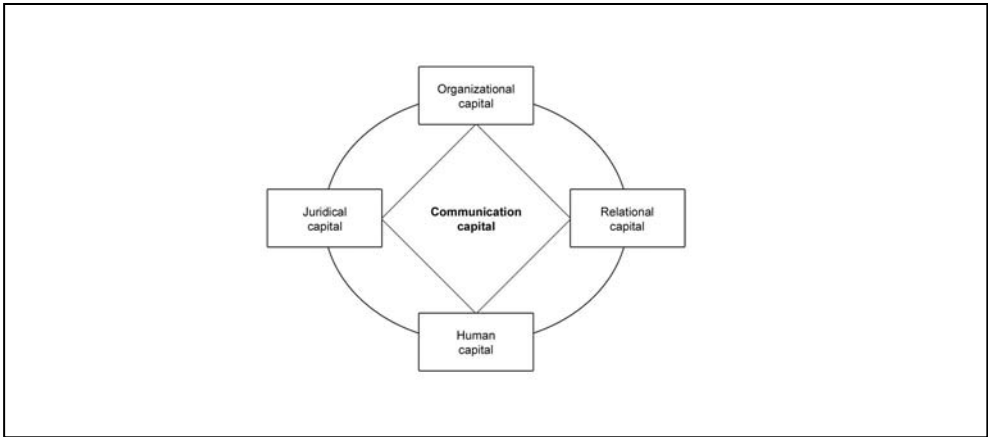 Organizational
capital
Juridical
capital
Communication
capital
Relational
capital
Human
capital